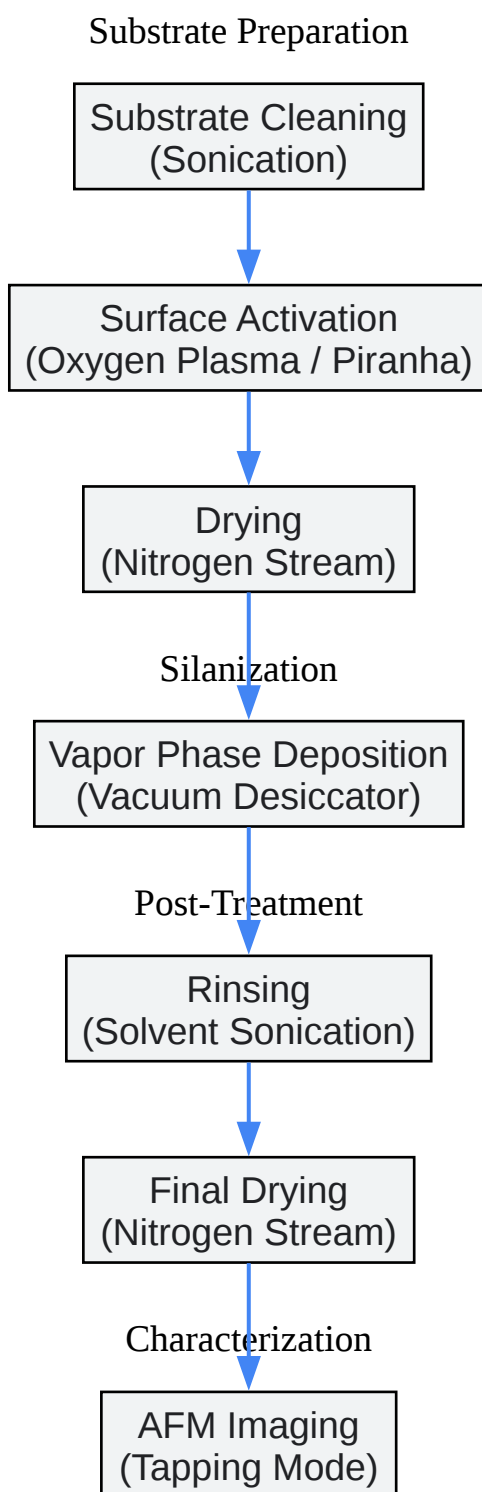 Substrate Preparation
Substrate Cleaning
(Sonication)
Surface Activation
(Oxygen Plasma / Piranha)
Drying
(Nitrogen Stream)
Silanization
Vapor Phase Deposition
(Vacuum Desiccator)
Post-Treatment
Rinsing
(Solvent Sonication)
Final Drying
(Nitrogen Stream)
Characterization
AFM Imaging
(Tapping Mode)